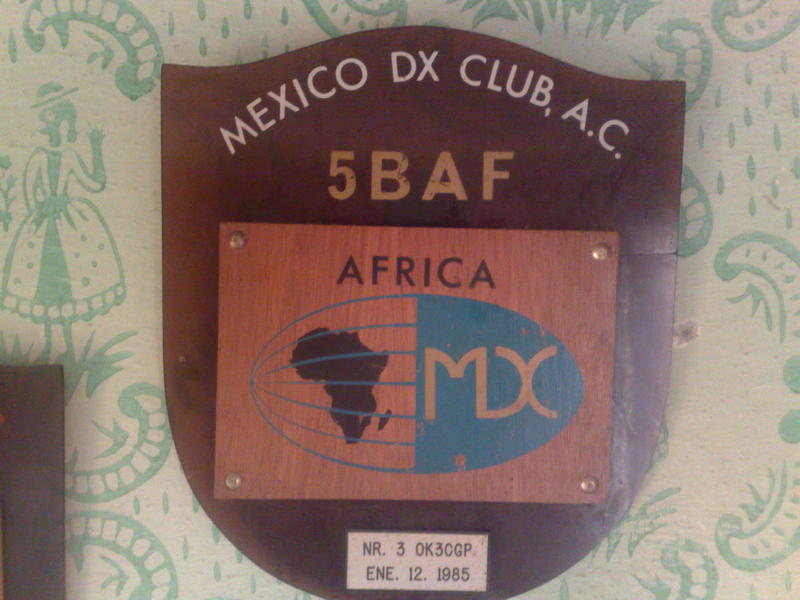 MEXICO DX CLUB, A.C.
5BAF
AFRICA
MDX
NR. 3 OK3CGP
ENE. 12. 1985